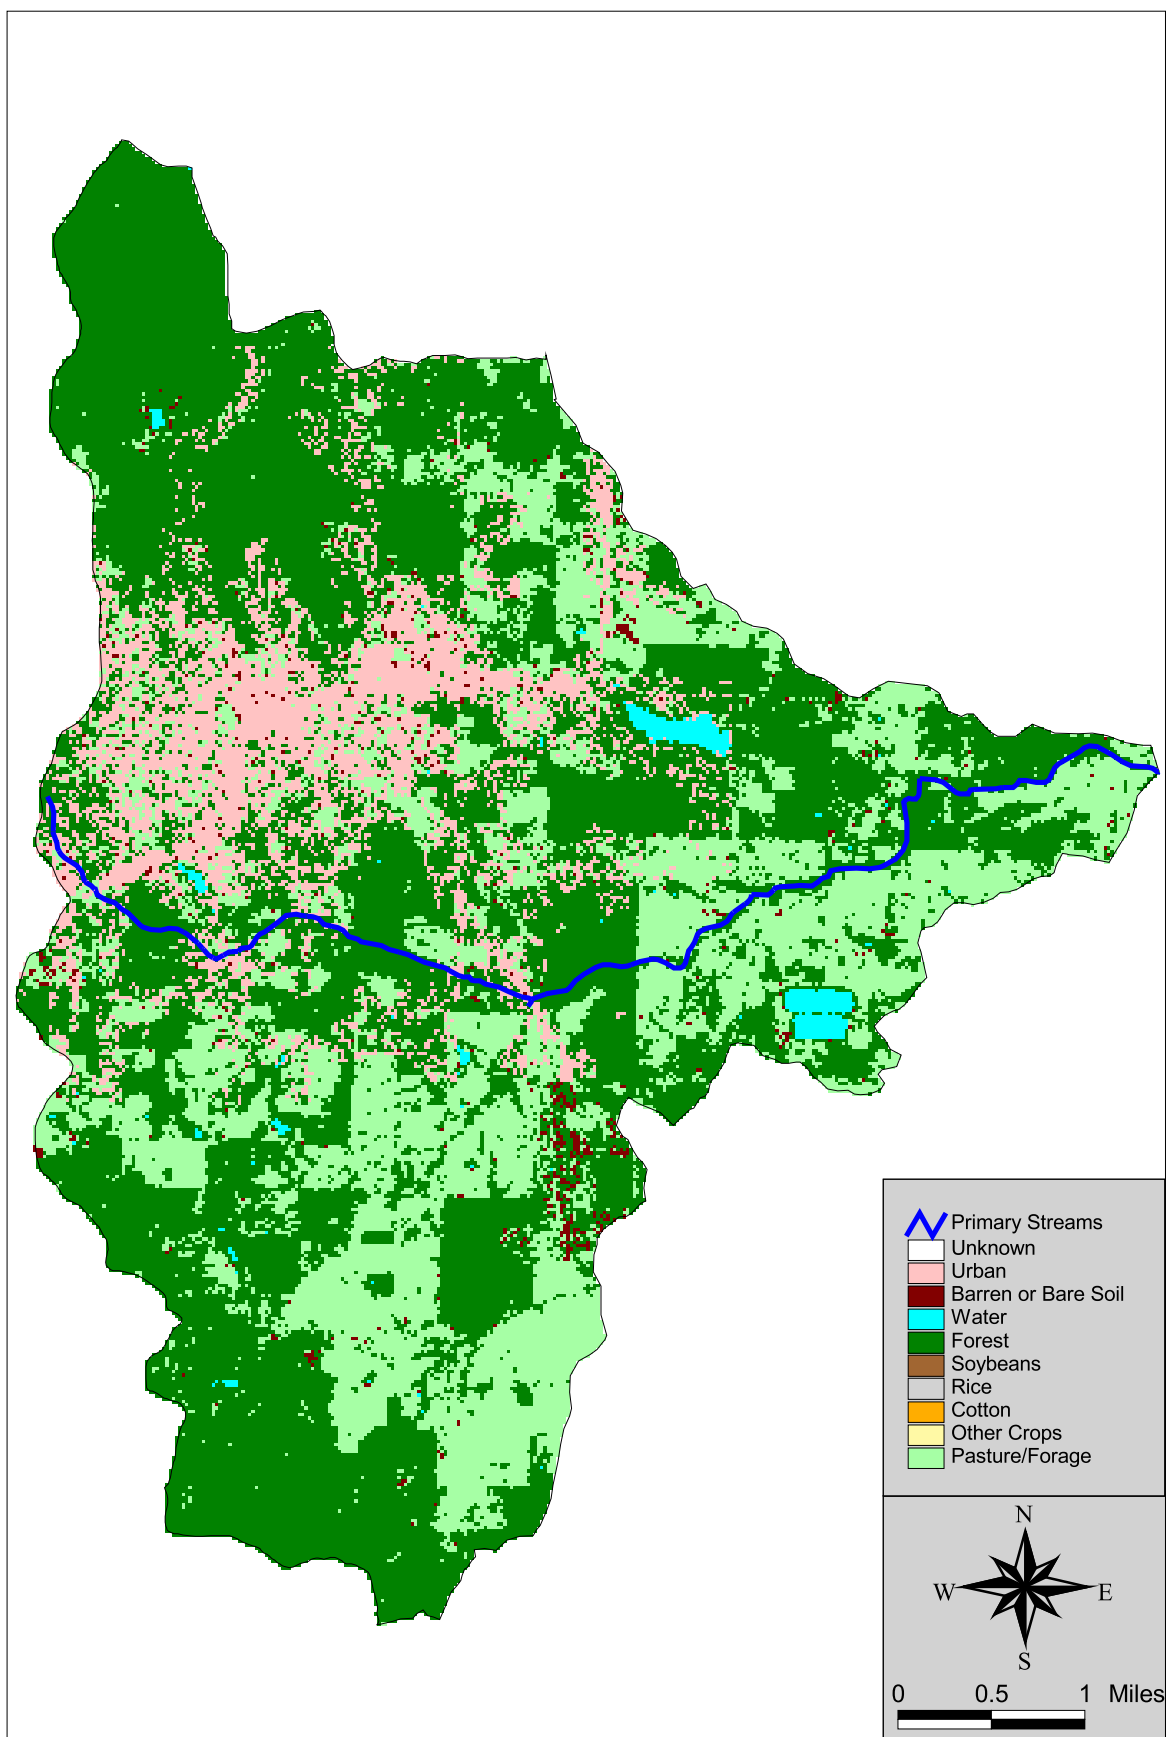 Primary Streams
Unknown
Urban
Barren or Bare Soil
Water
Forest
Soybeans
Rice
Cotton
Other Crops
Pasture/Forage
N
W E
S
0 0.5 1 Miles